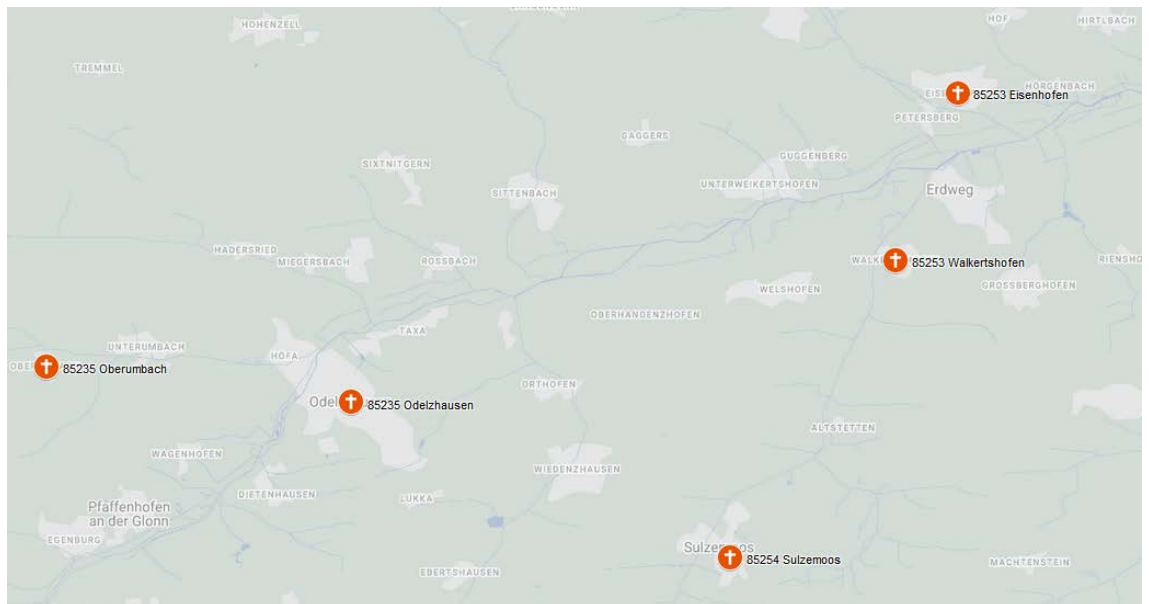 HOHENZELL
HOF
HIRTLBACH
TREMMEL
85253 Eisenhofen
HÖRGENBACH
PETERSBERG
GAGGERS
GUGGENBERG
SIXTNITGERN
UNTERWEIKERTSHOFEN
Erdweg
SITTENBACH
HADERSRIED
MIEGERSBACH
ROSSBACH
85253 Walkertshofen
RIENSHO
WELSHOFEN
GROSSBERGHOFEN
OBERHANDENZHOFEN
TAXA
UNTERUMBACH
HÖFA
85235 Oberumbach
ORTHOFEN
85235 Odelzhausen
ALTSTETTEN
WAGENHOFEN
WIEDENZHAUSEN
DIETENHAUSEN
LUKKA
Pfaffenhofen
an der Glonn
EGENBURG
Sulzemoos
85254 Sulzemoos
EBERTSHAUSEN
MACHTENSTEIN